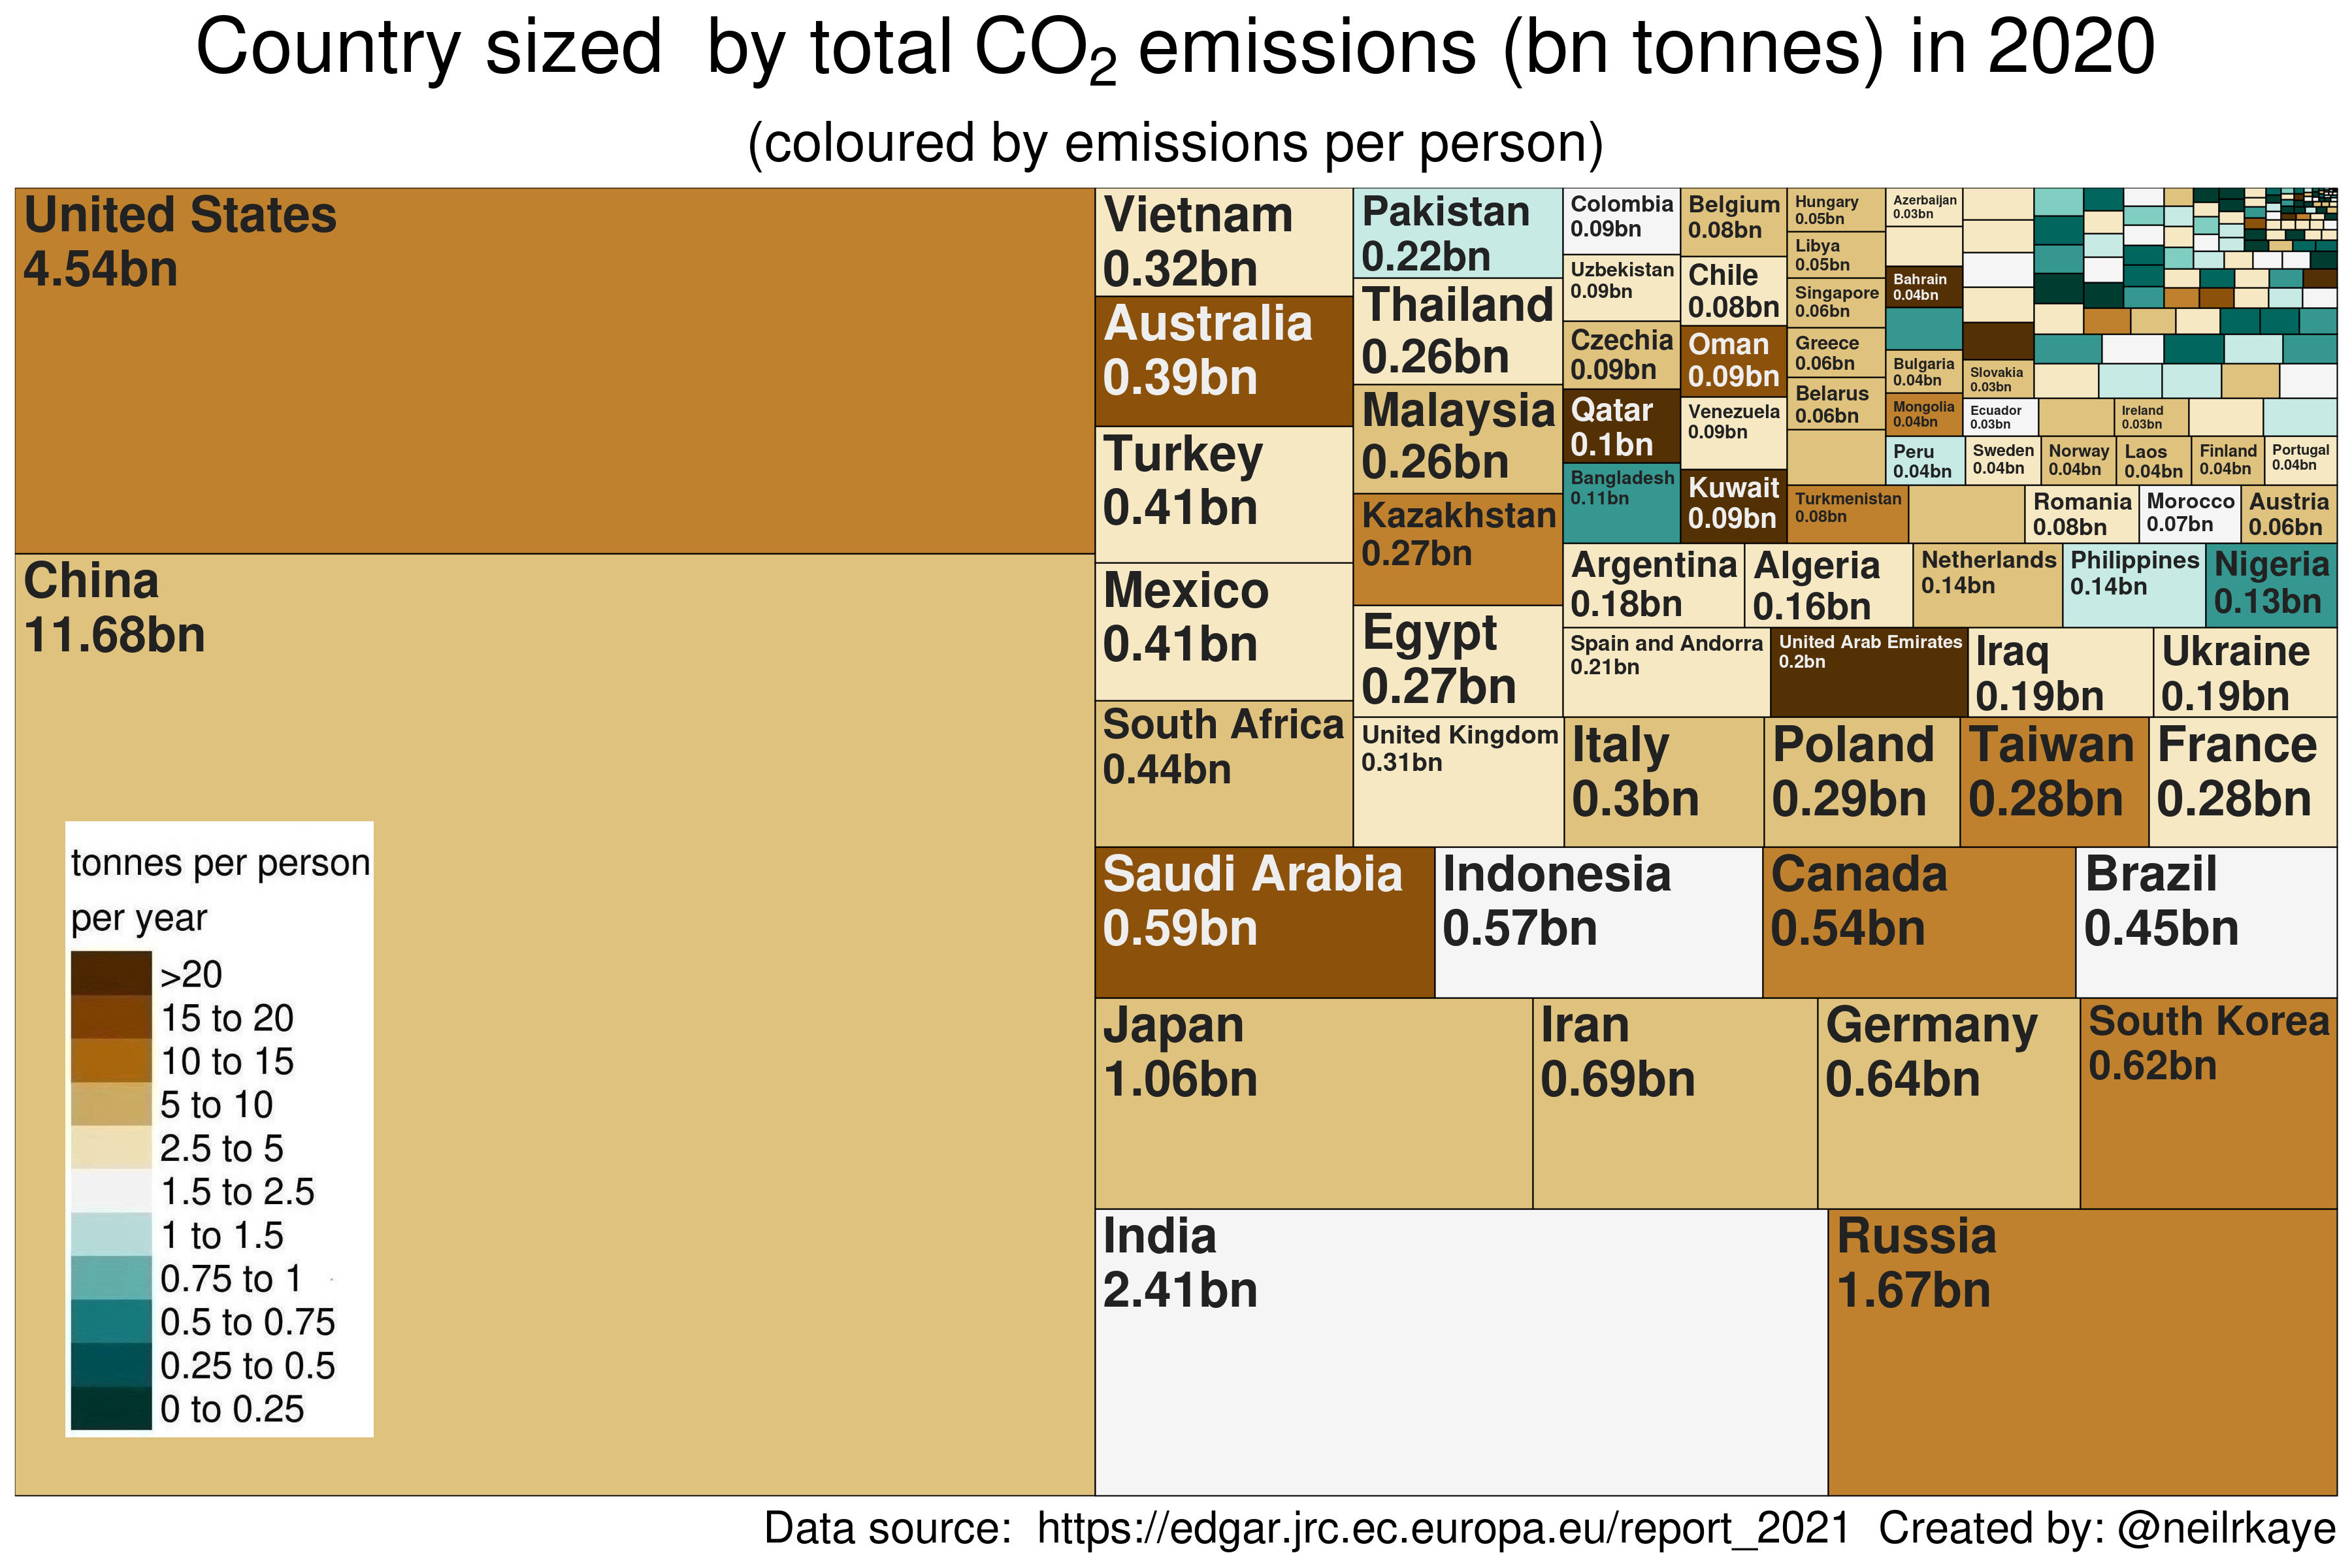 Country sized  by total CO₂ emissions (bn tonnes) in 2020
(coloured by emissions per person)
United States
4.54bn
China
11.68bn
tonnes per person
per year
>20
15 to 20
10 to 15
5 to 10
2.5 to 5
1.5 to 2.5
1 to 1.5
0.75 to 1
0.5 to 0.75
0.25 to 0.5
0 to 0.25
Vietnam
0.32bn
Australia
0.39bn
Turkey
0.41bn
Mexico
0.41bn
South Africa
0.44bn
Pakistan
0.22bn
Thailand
0.26bn
Malaysia
0.26bn
Kazakhstan
0.27bn
Egypt
0.27bn
United Kingdom
0.31bn
Colombia
0.09bn
Uzbekistan
0.09bn
Czechia
0.09bn
Qatar
0.1bn
Bangladesh
0.11bn
Belgium
0.08bn
Chile
0.08bn
Oman
0.09bn
Venezuela
0.09bn
Kuwait
0.09bn
Hungary
0.05bn
Libya
0.05bn
Singapore
0.06bn
Greece
0.06bn
Belarus
0.06bn
Turkmenistan
0.08bn
Azerbaijan
0.03bn
Bahrain
0.04bn
Bulgaria
0.04bn
Mongolia
0.04bn
Peru
0.04bn
Slovakia
0.03bn
Ecuador
0.03bn
Ireland
0.03bn
Sweden
0.04bn
Norway
0.04bn
Laos
0.04bn
Finland
0.04bn
Portugal
0.04bn
Romania
0.08bn
Morocco
0.07bn
Austria
0.06bn
Argentina
0.18bn
Algeria
0.16bn
Netherlands
0.14bn
Philippines
0.14bn
Nigeria
0.13bn
Spain and Andorra
0.21bn
United Arab Emirates
0.2bn
Iraq
0.19bn
Ukraine
0.19bn
Italy
0.3bn
Poland
0.29bn
Taiwan
0.28bn
France
0.28bn
Saudi Arabia
0.59bn
Indonesia
0.57bn
Canada
0.54bn
Brazil
0.45bn
Japan
1.06bn
Iran
0.69bn
Germany
0.64bn
South Korea
0.62bn
India
2.41bn
Russia
1.67bn
Data source:  https://edgar.jrc.ec.europa.eu/report_2021  Created by: @neilrkaye